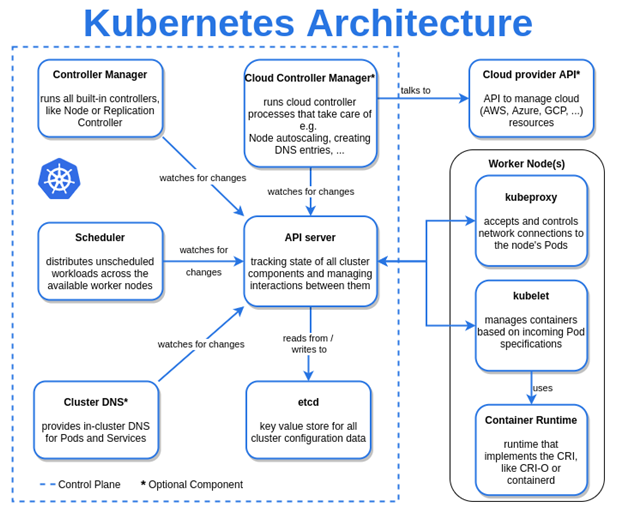 Kubernetes Architecture
Controller Manager
runs all built-in controllers,
like Node or Replication
Controller
Cloud Controller Manager*
runs cloud controller
processes that take care of
e.g.
Node autoscaling, creating
DNS entries, ...
talks to
Cloud provider API*
API to manage cloud
(AWS, Azure, GCP, ...)
resources
watches for changes
watches for changes
Scheduler
distributes unscheduled
workloads across the
available worker nodes
watches for
changes
API server
tracking state of all cluster
components and managing
interactions between them
Worker Node(s)
kubeproxy
accepts and controls
network connections to
the node's Pods
kubelet
manages containers
based on incoming Pod
specifications
watches for changes
reads from /
writes to
uses
Cluster DNS*
provides in-cluster DNS
for Pods and Services
etcd
key value store for all
cluster configuration data
Container Runtime
runtime that
implements the CRI,
like CRI-O or
containerd
Control Plane
* Optional Component